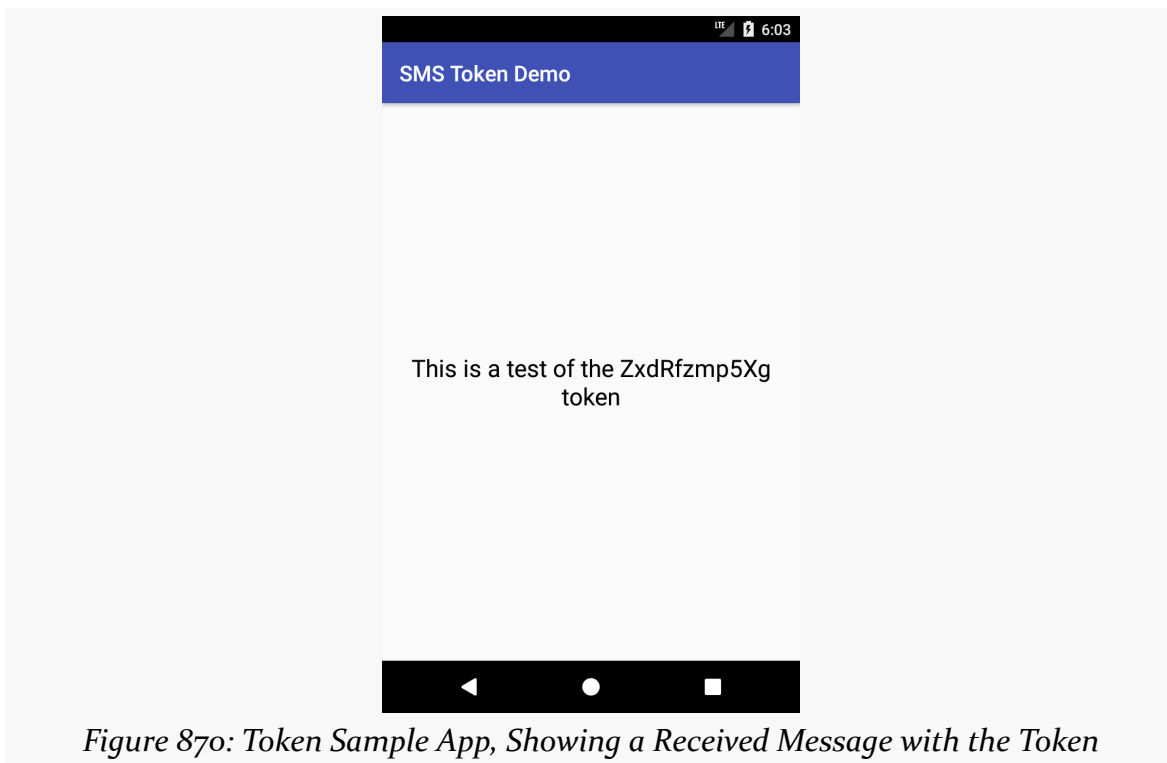 LTE 6:03
SMS Token Demo
This is a test of the ZxdRfzmp5Xg
token
Figure 870: Token Sample App, Showing a Received Message with the Token